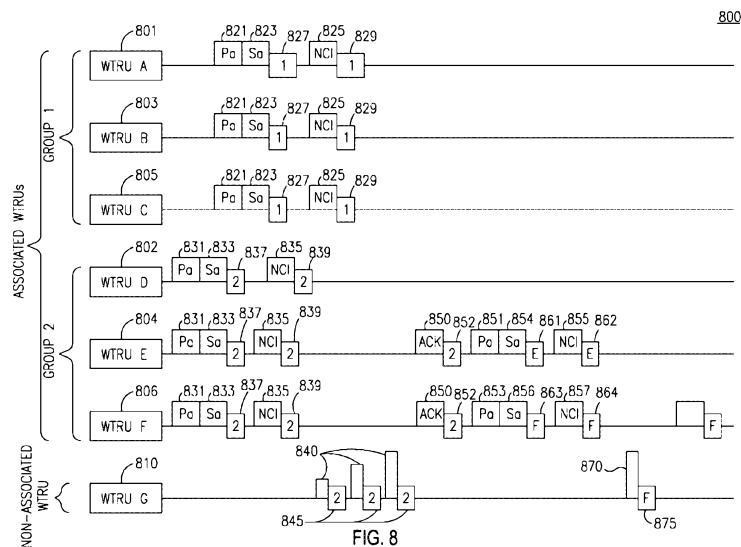 800
801 821 823 827 825 829
WTRU A Pa Sa 1 NCI 1
803 821 823 827 825 829
WTRU B Pa Sa 1 NCI 1
805 821 823 827 825 829
WTRU C Pa Sa 1 NCI 1
GROUP 1
ASSOCIATED WTRUs
802 831 833 837 835 839
WTRU D Pa Sa 2 NCI 2
804 831 833 837 835 839 850 852 851 854 861 855 862
WTRU E Pa Sa 2 NCI 2 ACK 2 Pa Sa E NCI E
806 831 833 837 835 839 850 852 853 856 863 857 864
WTRU F Pa Sa 2 NCI 2 ACK 2 Pa Sa F NCI F F
GROUP 2
NON-ASSOCIATED
WTRU
810 840 870
WTRU G 2 2 2 F
845 875
FIG. 8